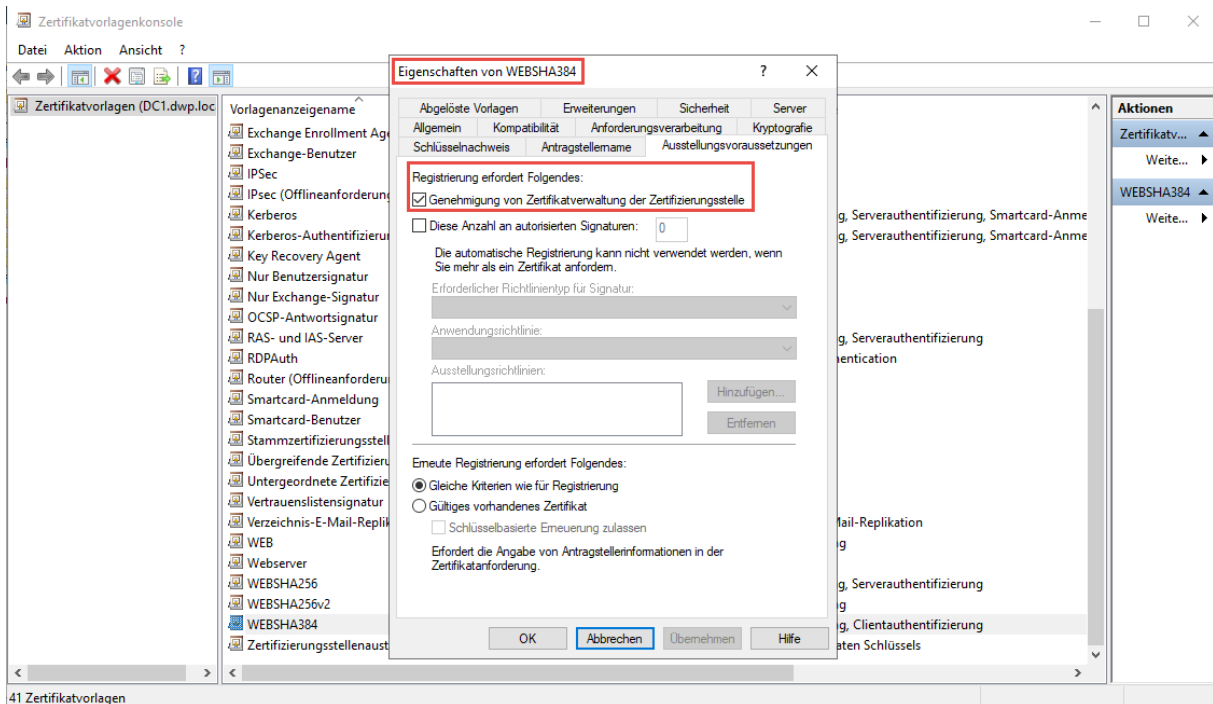 Zertifikatvorlagenkonsole
Datei Aktion Ansicht ?
Zertifikatvorlagen (DC1.dwp.loc
Vorlagenanzeigename
Exchange Enrollment Age
Exchange-Benutzer
IPSec
IPsec (Offlineanforderung
Kerberos
Kerberos-Authentifizieru
Key Recovery Agent
Nur Benutzersignatur
Nur Exchange-Signatur
OCSP-Antwortsignatur
RAS- und IAS-Server
RDPAuth
Router (Offlineanforderu
Smartcard-Anmeldung
Smartcard-Benutzer
Stammzertifizierungsstell
Übergreifende Zertifizieru
Untergeordnete Zertifizie
Vertrauenslistensignatur
Verzeichnis-E-Mail-Replik
WEB
Webserver
WEBSHA256
WEBSHA256v2
WEBSHA384
Zertifizierungsstellenaust
Eigenschaften von WEBSHA384
? 
Abgelöste Vorlagen Erweiterungen Sicherheit Server
Allgemein Kompatibilität Anforderungsverarbeitung Kryptografie
Schlüsselnachweis Antragstellername Ausstellungsvoraussetzungen
Registrierung erfordert Folgendes:
Genehmigung von Zertifikatverwaltung der Zertifizierungsstelle
Diese Anzahl an autorisierten Signaturen: 0
Die automatische Registrierung kann nicht verwendet werden, wenn
Sie mehr als ein Zertifikat anfordern.
Erforderlicher Richtlinientyp für Signatur:
Anwendungsrichtlinie:
Ausstellungsrichtlinien:
Hinzufügen...
Entfernen
Erneute Registrierung erfordert Folgendes:
Gleiche Kriterien wie für Registrierung
Gültiges vorhandenes Zertifikat
Schlüsselbasierte Erneuerung zulassen
Erfordert die Angabe von Antragstellerinformationen in der
Zertifikatanforderung.
OK Abbrechen Übernehmen Hilfe
g, Serverauthentifizierung, Smartcard-Anme
g, Serverauthentifizierung, Smartcard-Anme
g, Serverauthentifizierung
entication
Mail-Replikation
g
g, Serverauthentifizierung
g
g, Clientauthentifizierung
aten Schlüssels
Aktionen
Zertifikatv...
Weite...
WEBSHA384
Weite...
41 Zertifikatvorlagen